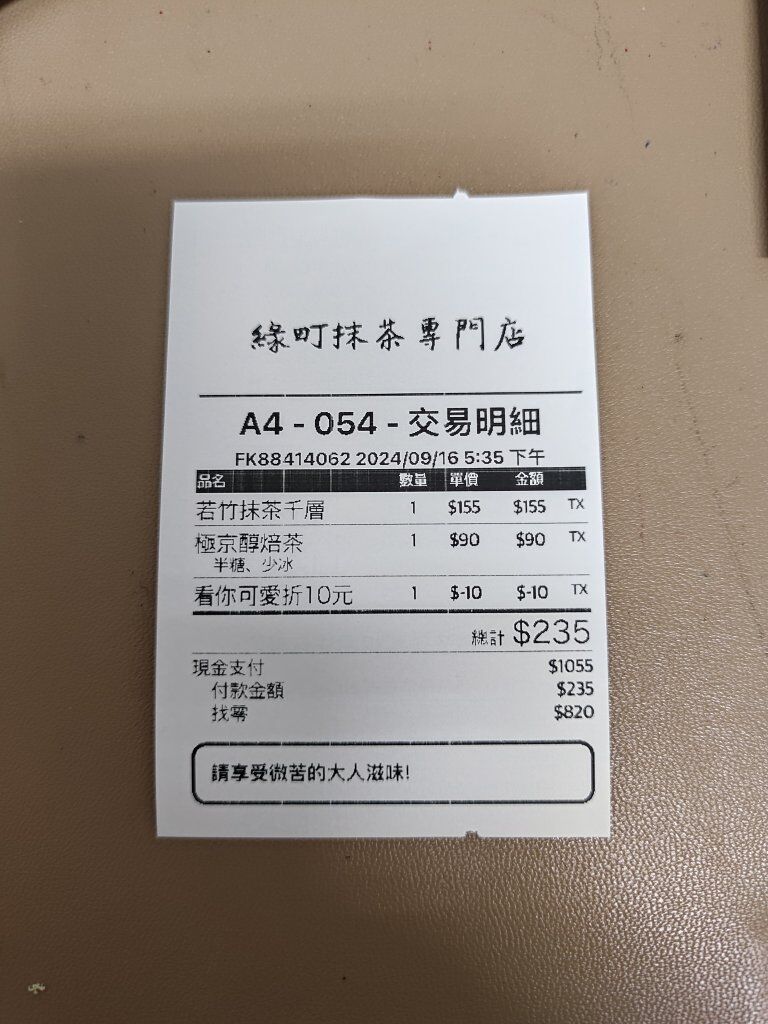 緣町抹茶專門店
A4 - 054 - 交易明細
FK88414062 2024/09/16 5:35 下午
品名 數量 單價 金額
若竹抹茶千層 1 $155 $155 TX
極京醇焙茶 1 $90 $90 TX
半糖、少冰
看你可愛折10元 1 $-10 $-10 TX
總計 $235
現金支付 $1055
付款金額 $235
找零 $820
請享受微苦的大人滋味!